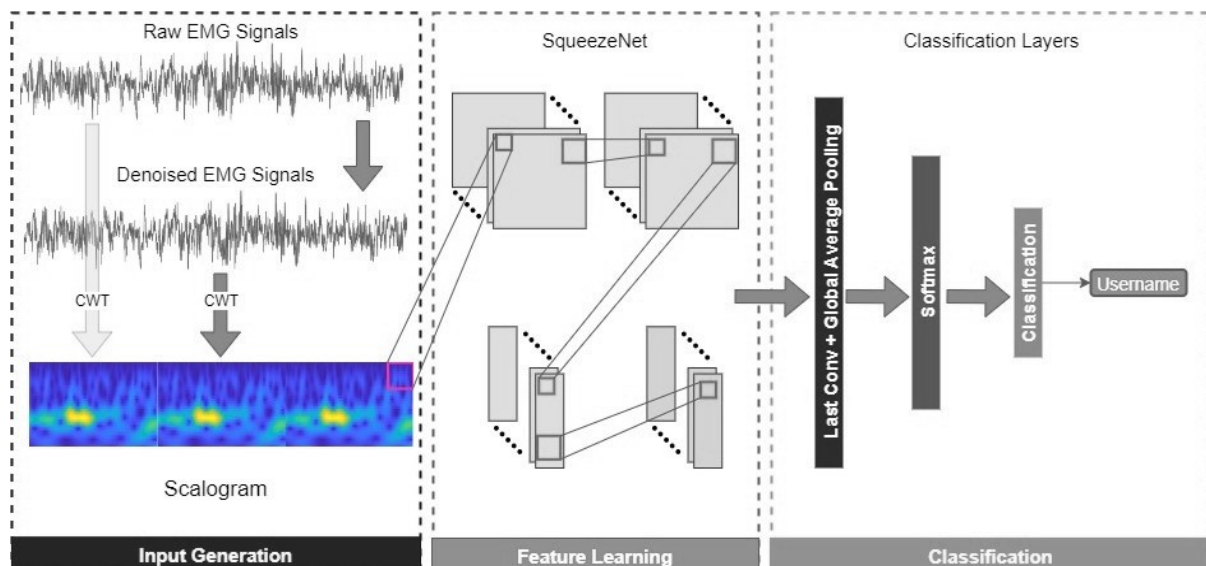 Raw EMG Signals
Denoised EMG Signals
CWT
CWT
Scalogram
Input Generation
SqueezeNet
Feature Learning
Classification Layers
Last Conv + Global Average Pooling
Softmax
Classification
Username
Classification